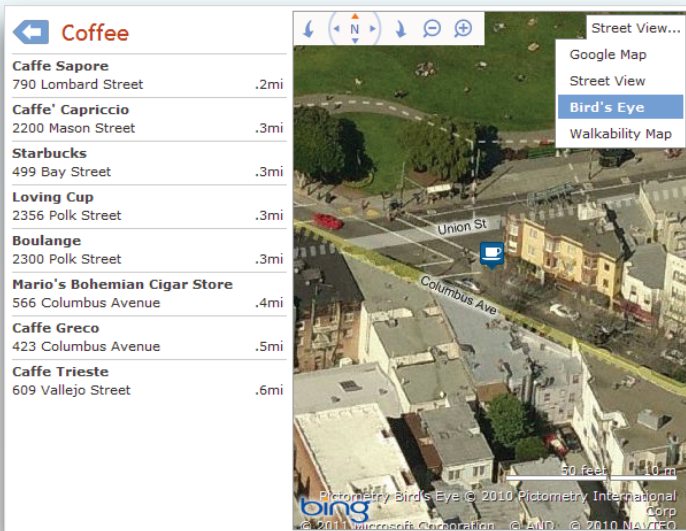 Coffee
Caffe Sapore
790 Lombard Street .2mi
Caffe' Capriccio
2200 Mason Street .3mi
Starbucks
499 Bay Street .3mi
Loving Cup
2356 Polk Street .3mi
Boulange
2300 Polk Street .3mi
Mario's Bohemian Cigar Store
566 Columbus Avenue .4mi
Caffe Greco
423 Columbus Avenue .5mi
Caffe Trieste
609 Vallejo Street .6mi
N
Street View...
Google Map
Street View
Bird's Eye
Walkability Map
Union St
Columbus Ave
50 feet 10 m
Pictometry Bird's Eye © 2010 Pictometry International
Corp
bing
© 2011 Microsoft Corporation © AND © 2010 NAVTEQ